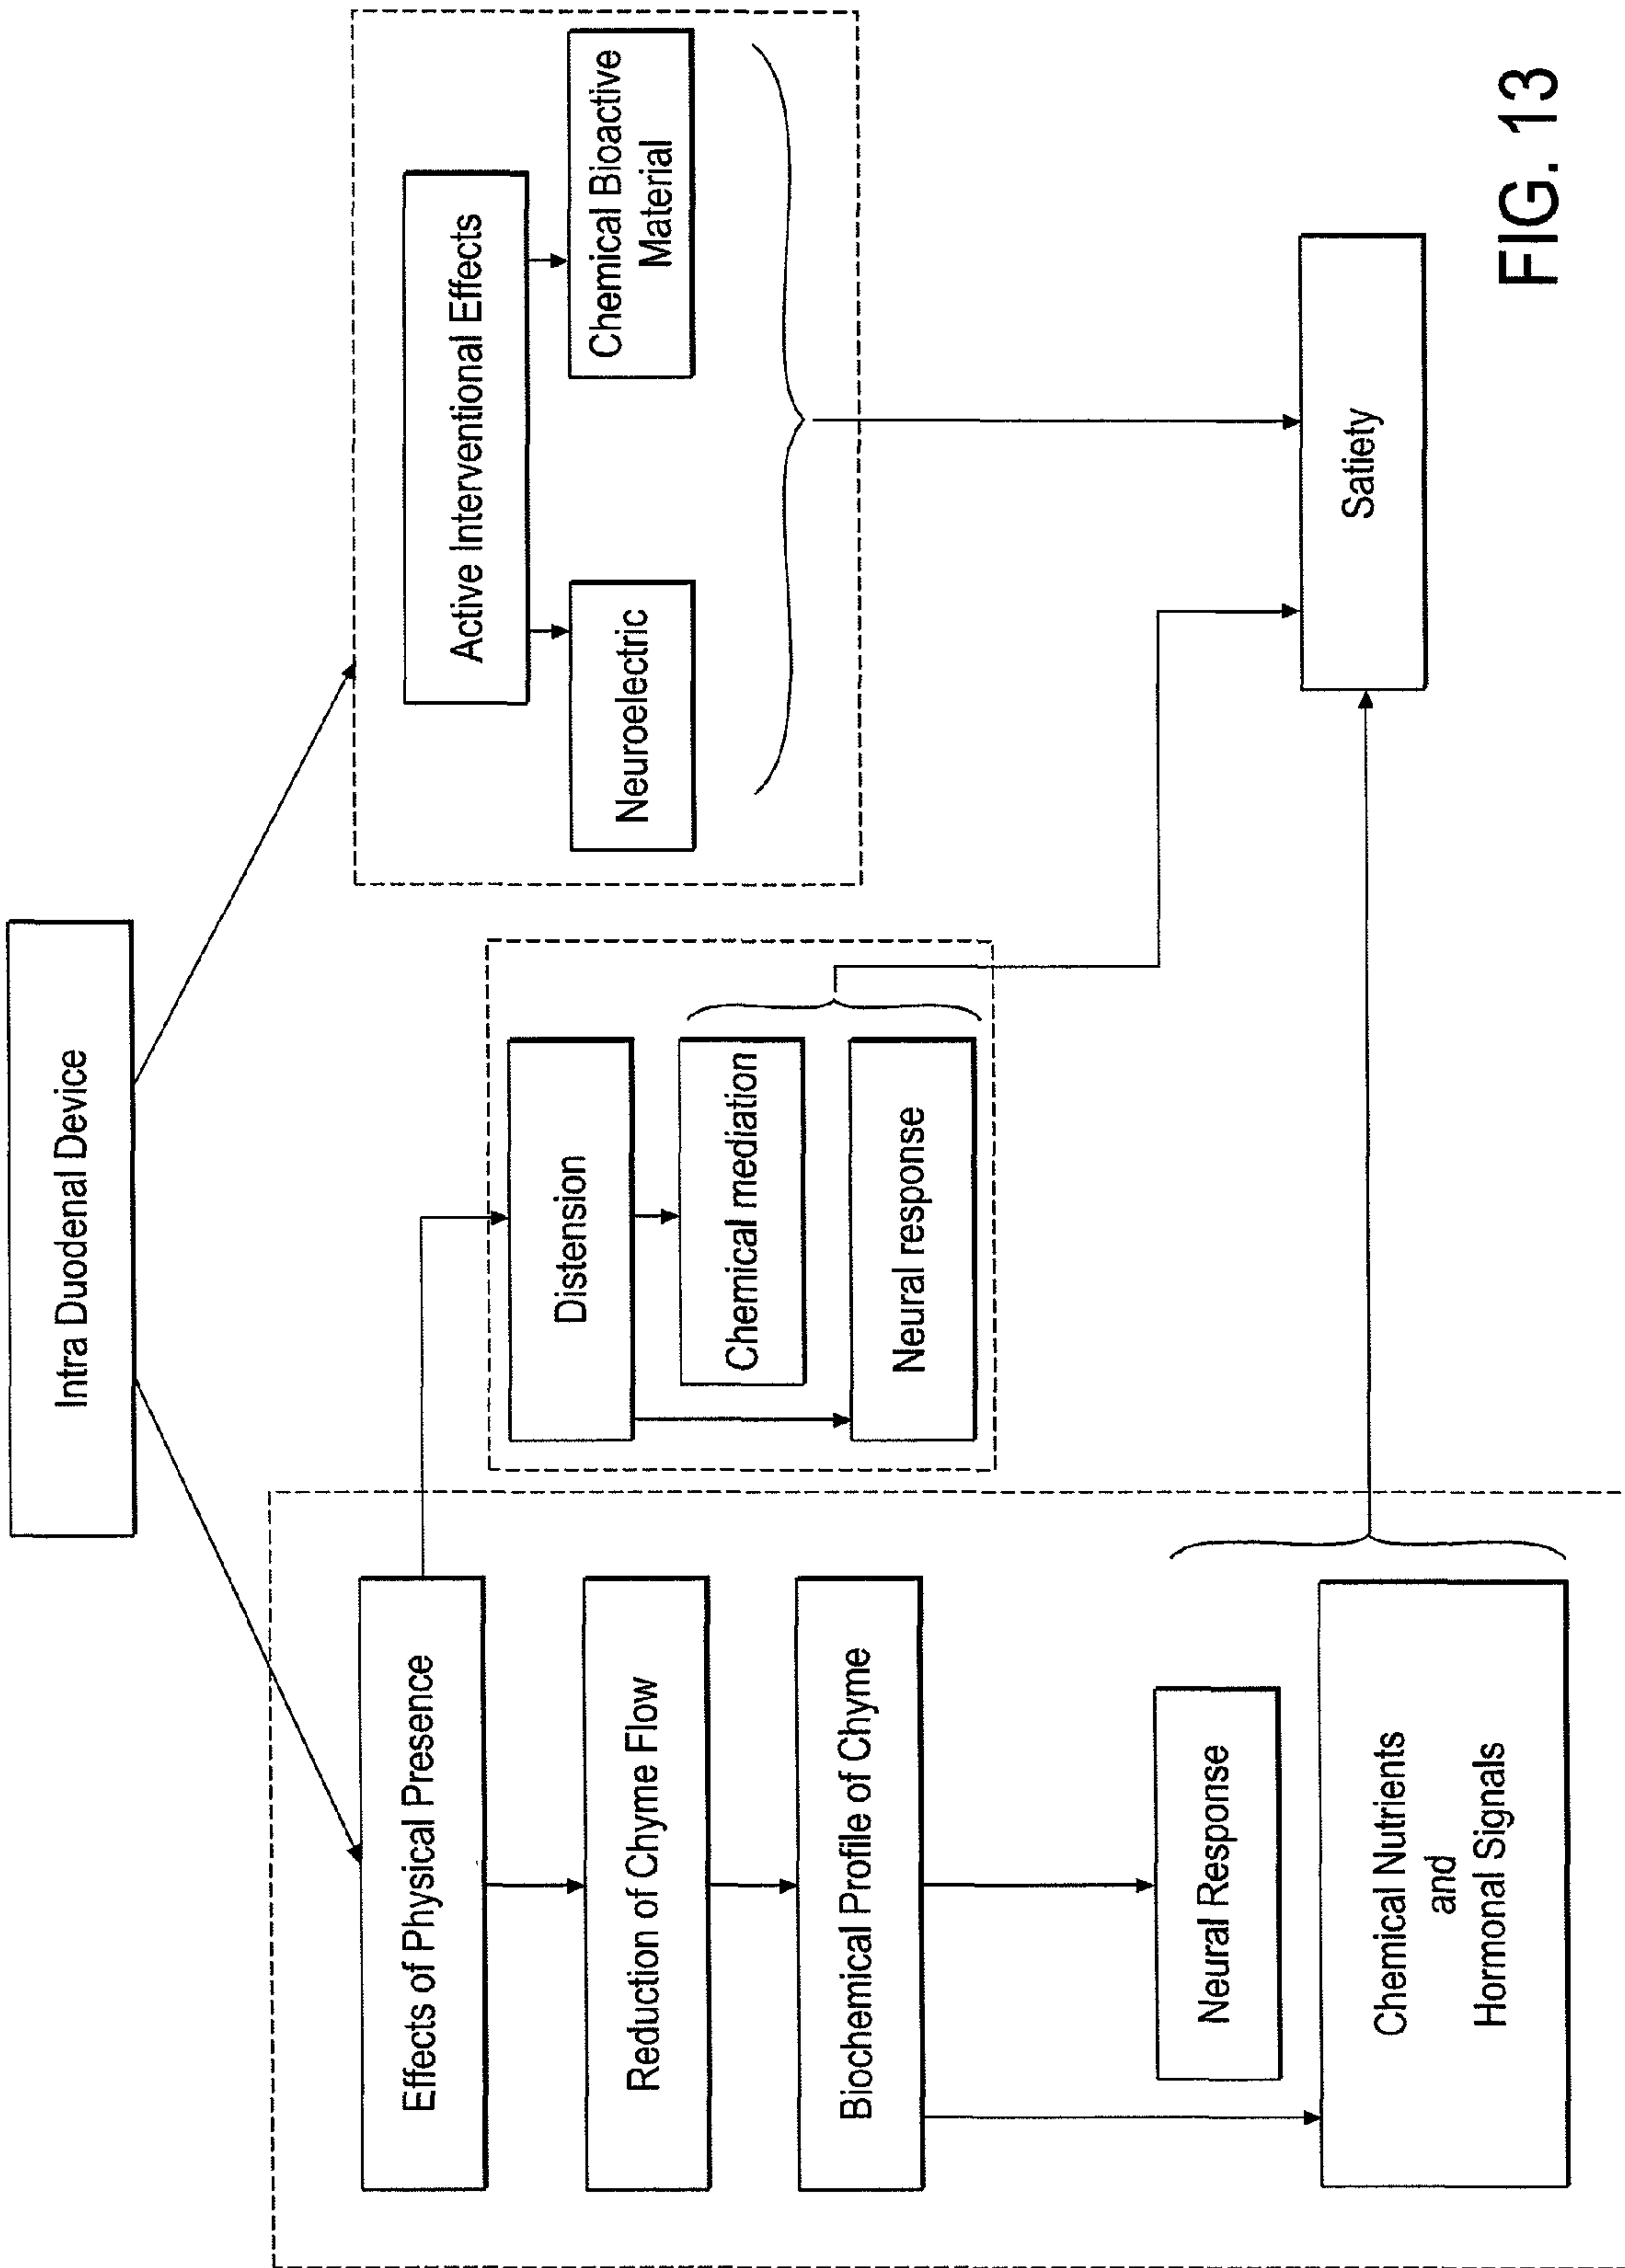 Intra Duodenal Device
Effects of Physical Presence
Reduction of Chyme Flow
Biochemical Profile of Chyme
Neural Response
Chemical Nutrients
and
Hormonal Signals
Distension
Chemical mediation
Neural response
Active Interventional Effects
Neuroelectric
Chemical Bioactive
Material
Satiety
FIG. 13